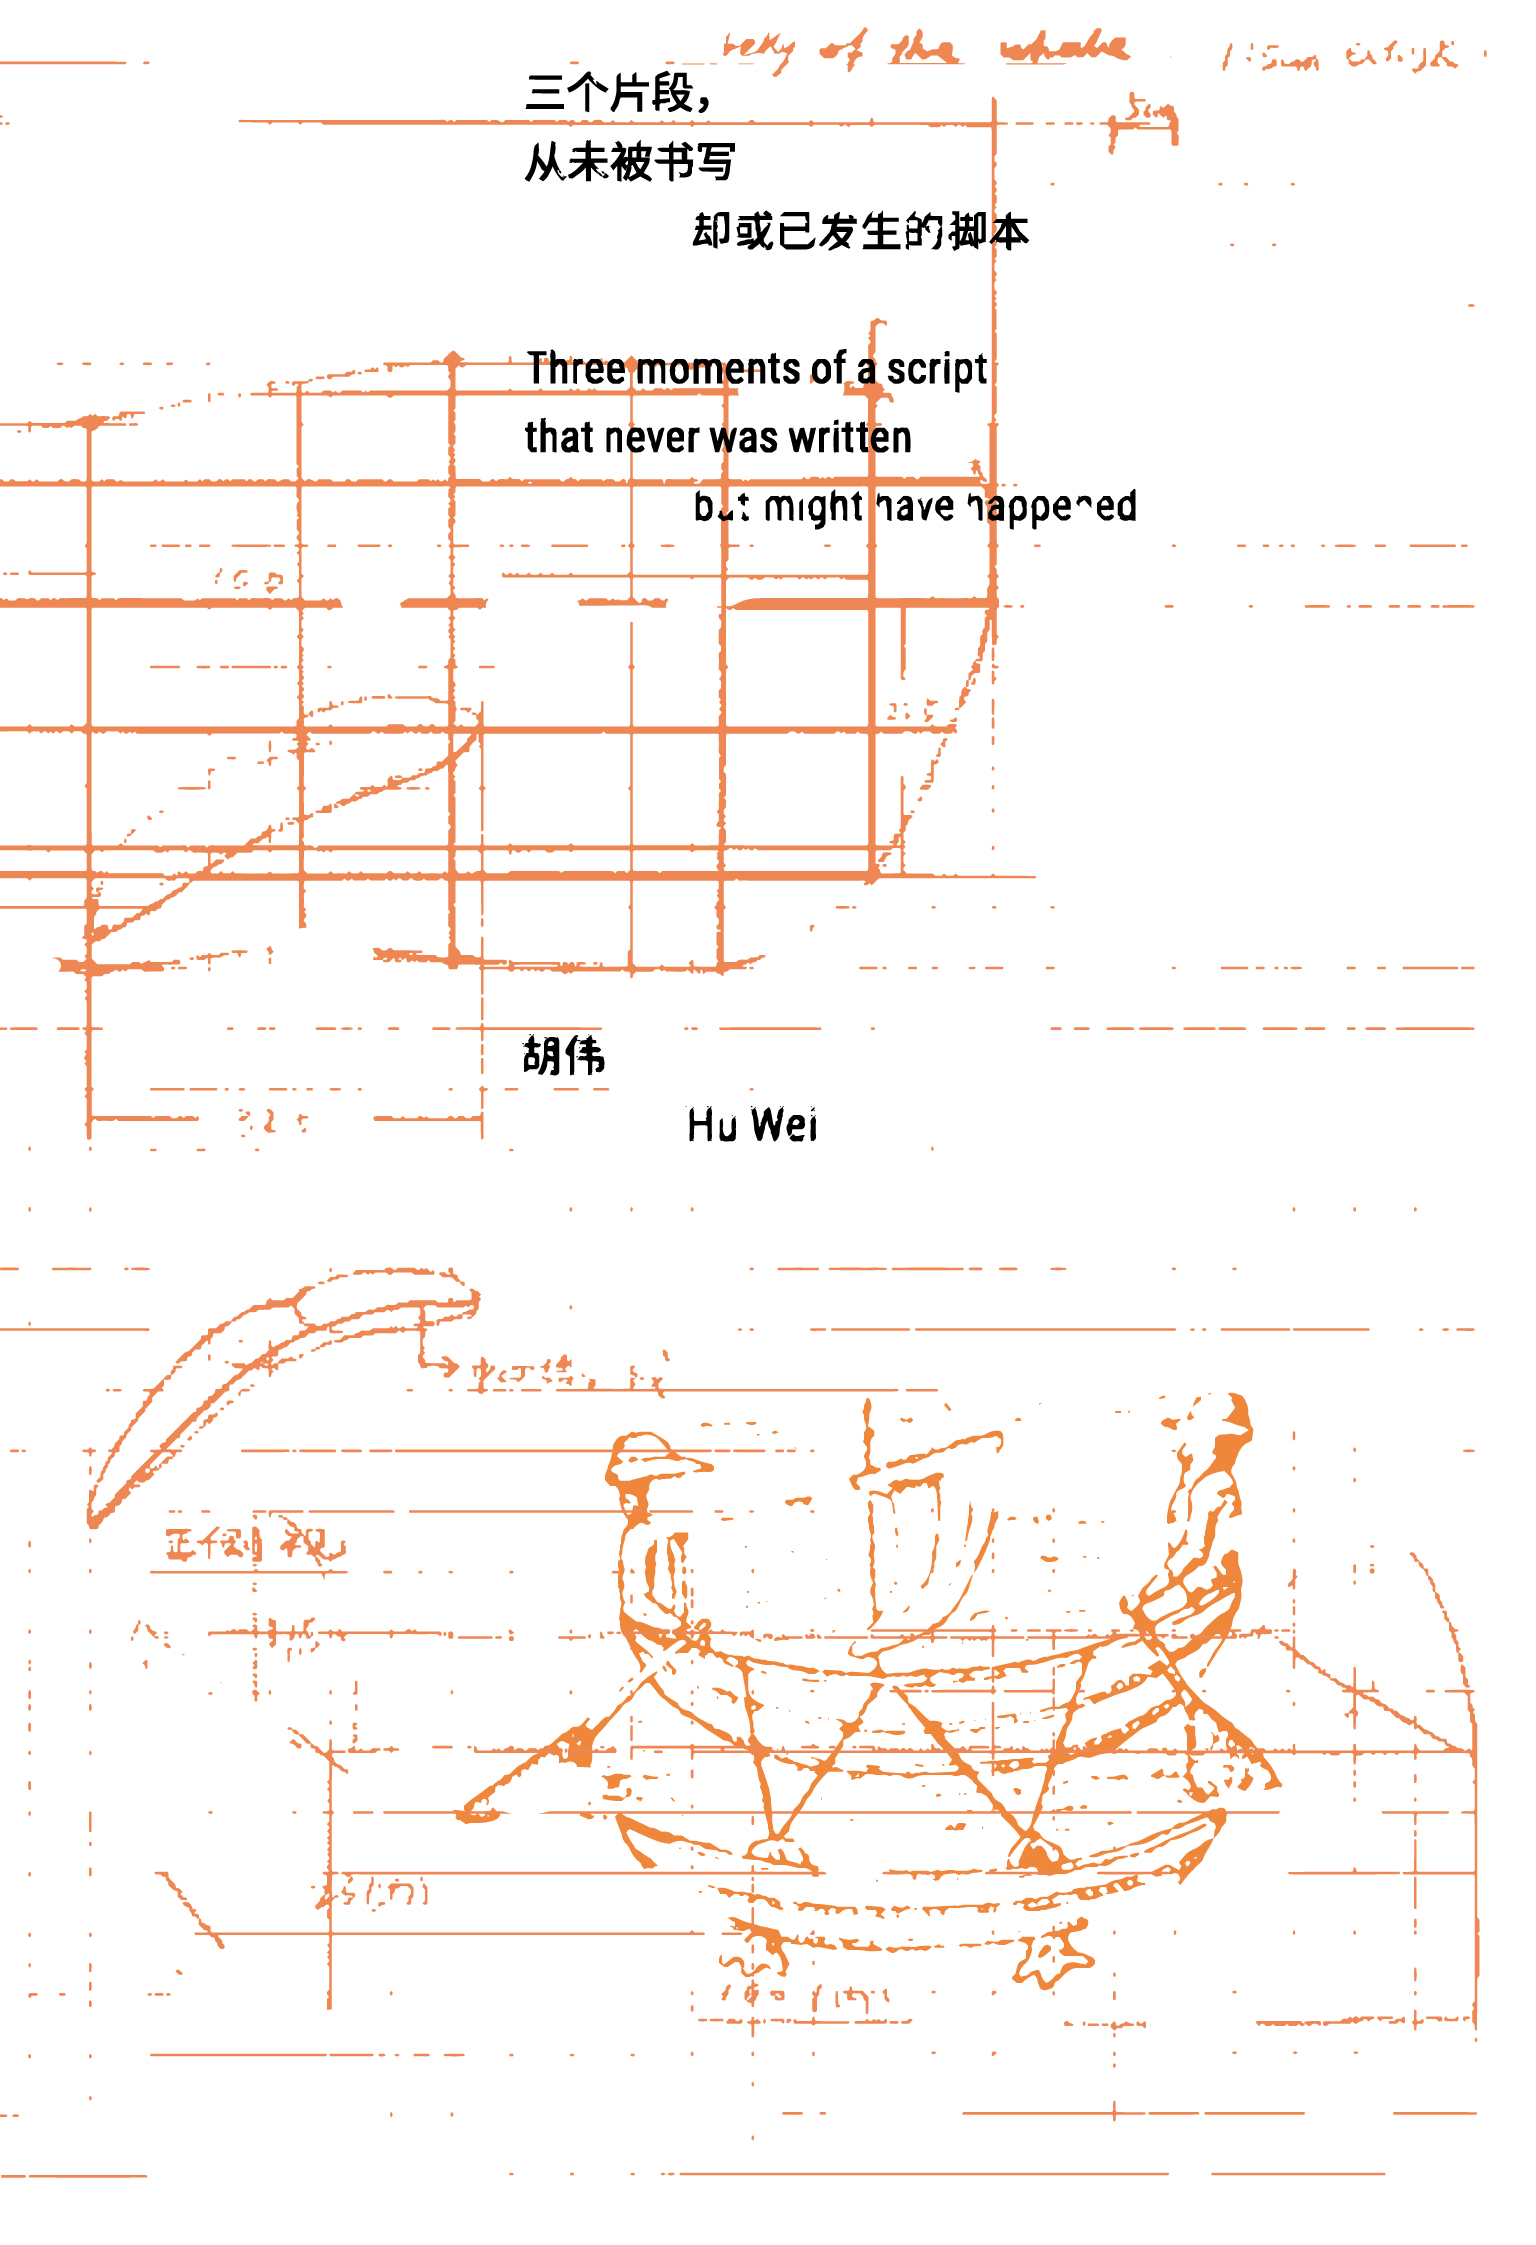 belly of the whale
5cm
三个片段，
从未被书写
却或已发生的脚本
Three moments of a script
that never was written
but might have happened
胡伟
Hu Wei
正侧视